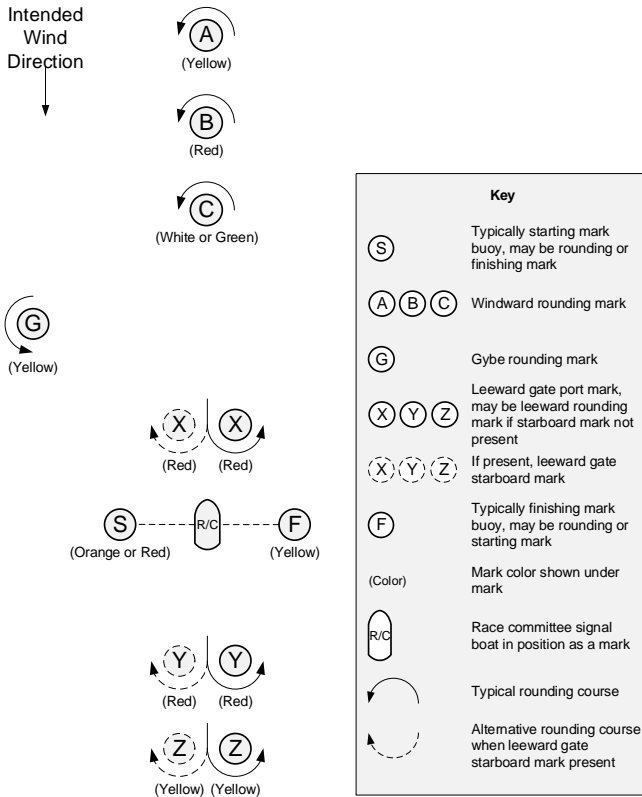 Intended
Wind
Direction
A
(Yellow)
B
(Red)
C
(White or Green)
G
(Yellow)
X X
(Red) (Red)
S R/C F
(Orange or Red) (Yellow)
Y Y
(Red) (Red)
Z Z
(Yellow) (Yellow)
Key
S
Typically starting mark
buoy, may be rounding or
finishing mark
A B C Windward rounding mark
G Gybe rounding mark
X Y Z
Leeward gate port mark,
may be leeward rounding
mark if starboard mark not
present
X Y Z
If present, leeward gate
starboard mark
F
Typically finishing mark
buoy, may be rounding or
starting mark
(Color)
Mark color shown under
mark
R/C
Race committee signal
boat in position as a mark
Typical rounding course
Alternative rounding course
when leeward gate
starboard mark present